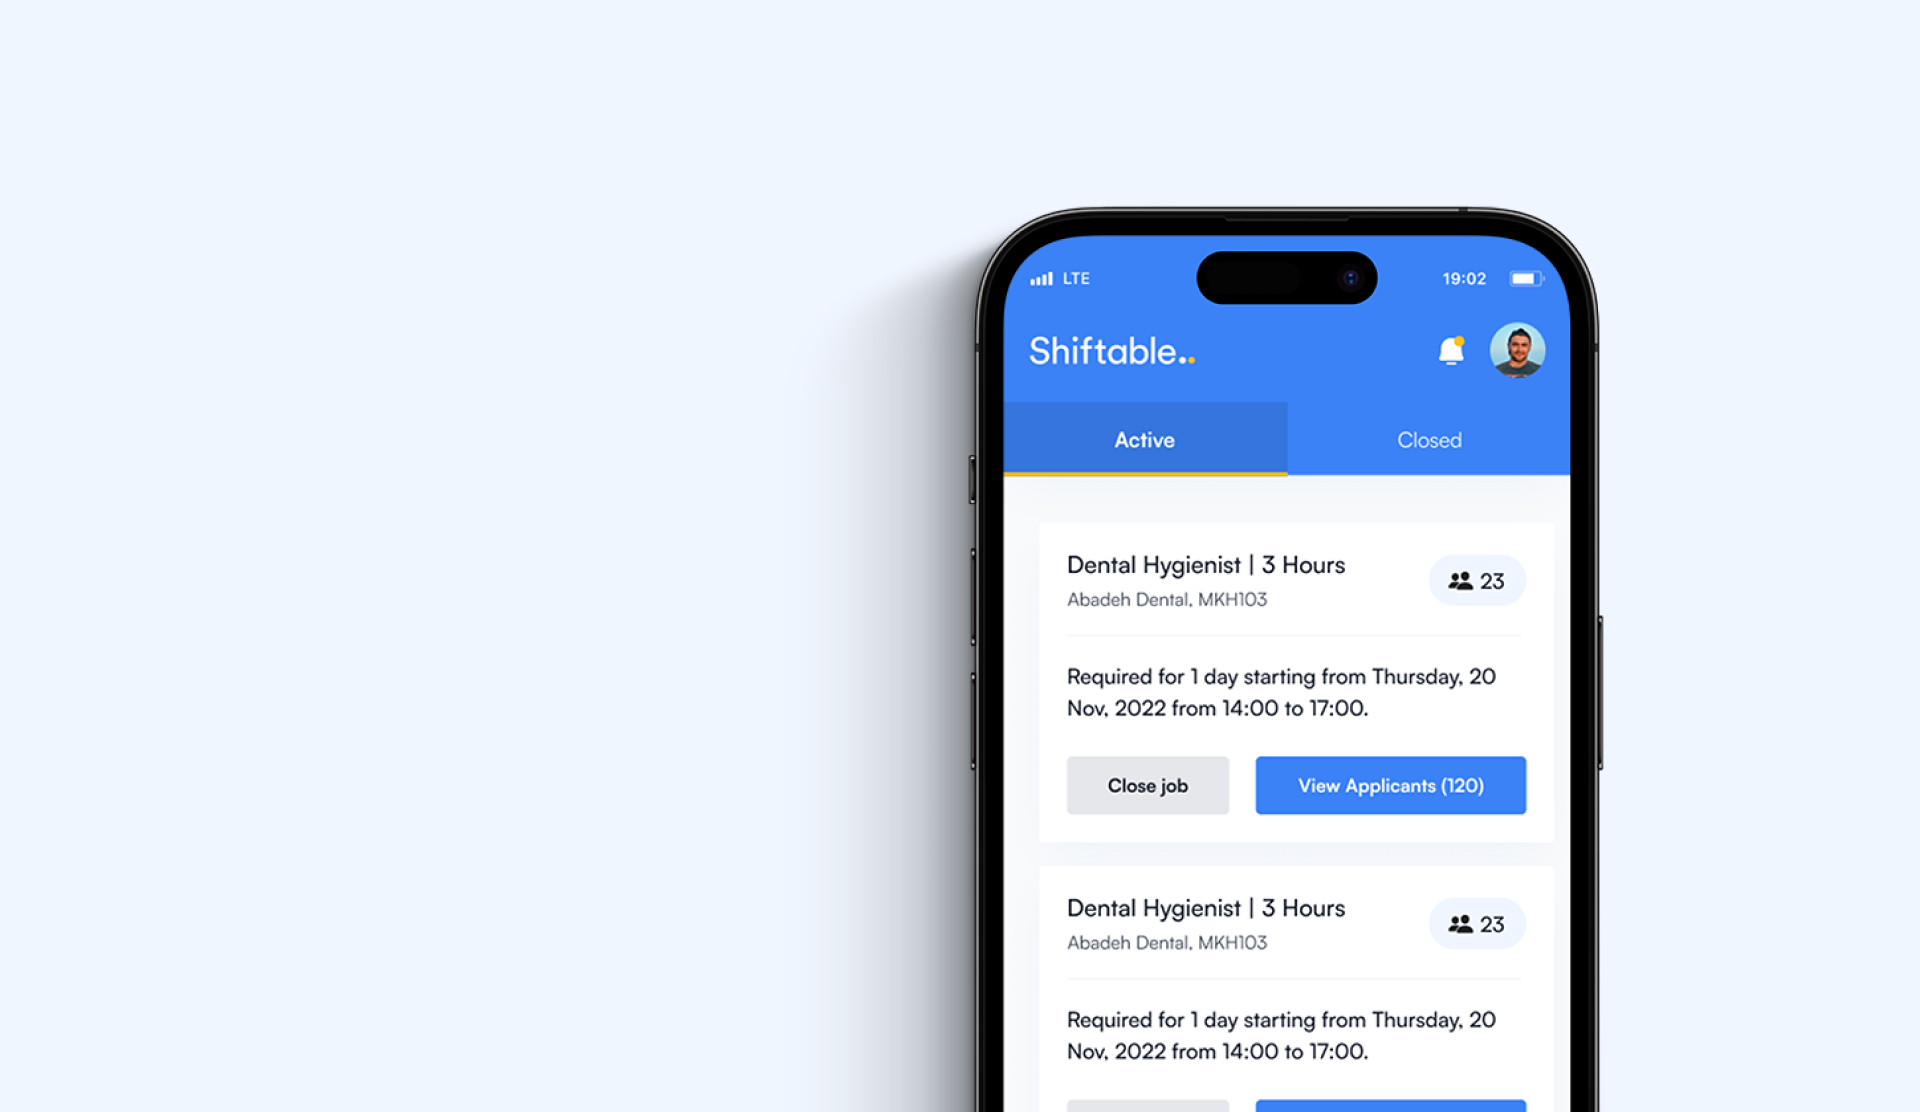 LTE
19:02
Shiftable..
Active
Closed
Dental Hygienist | 3 Hours
Abadeh Dental, MKH103
23
Required for 1 day starting from Thursday, 20
Nov, 2022 from 14:00 to 17:00.
Close job
View Applicants (120)
Dental Hygienist | 3 Hours
Abadeh Dental, MKH103
23
Required for 1 day starting from Thursday, 20
Nov, 2022 from 14:00 to 17:00.